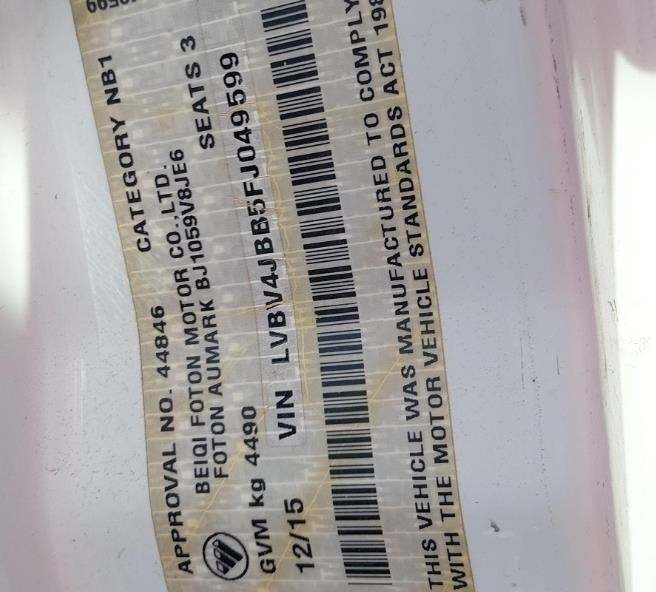 APPROVAL NO. 44846 CATEGORY NB1
BEIQI FOTON MOTOR CO.,LTD.
FOTON AUMARK BJ1059V8JE6
GVM kg 4490 SEATS 3
12/15 VIN LVBV4JBB5FJ049599
THIS VEHICLE WAS MANUFACTURED TO COMPLY
WITH THE MOTOR VEHICLE STANDARDS ACT